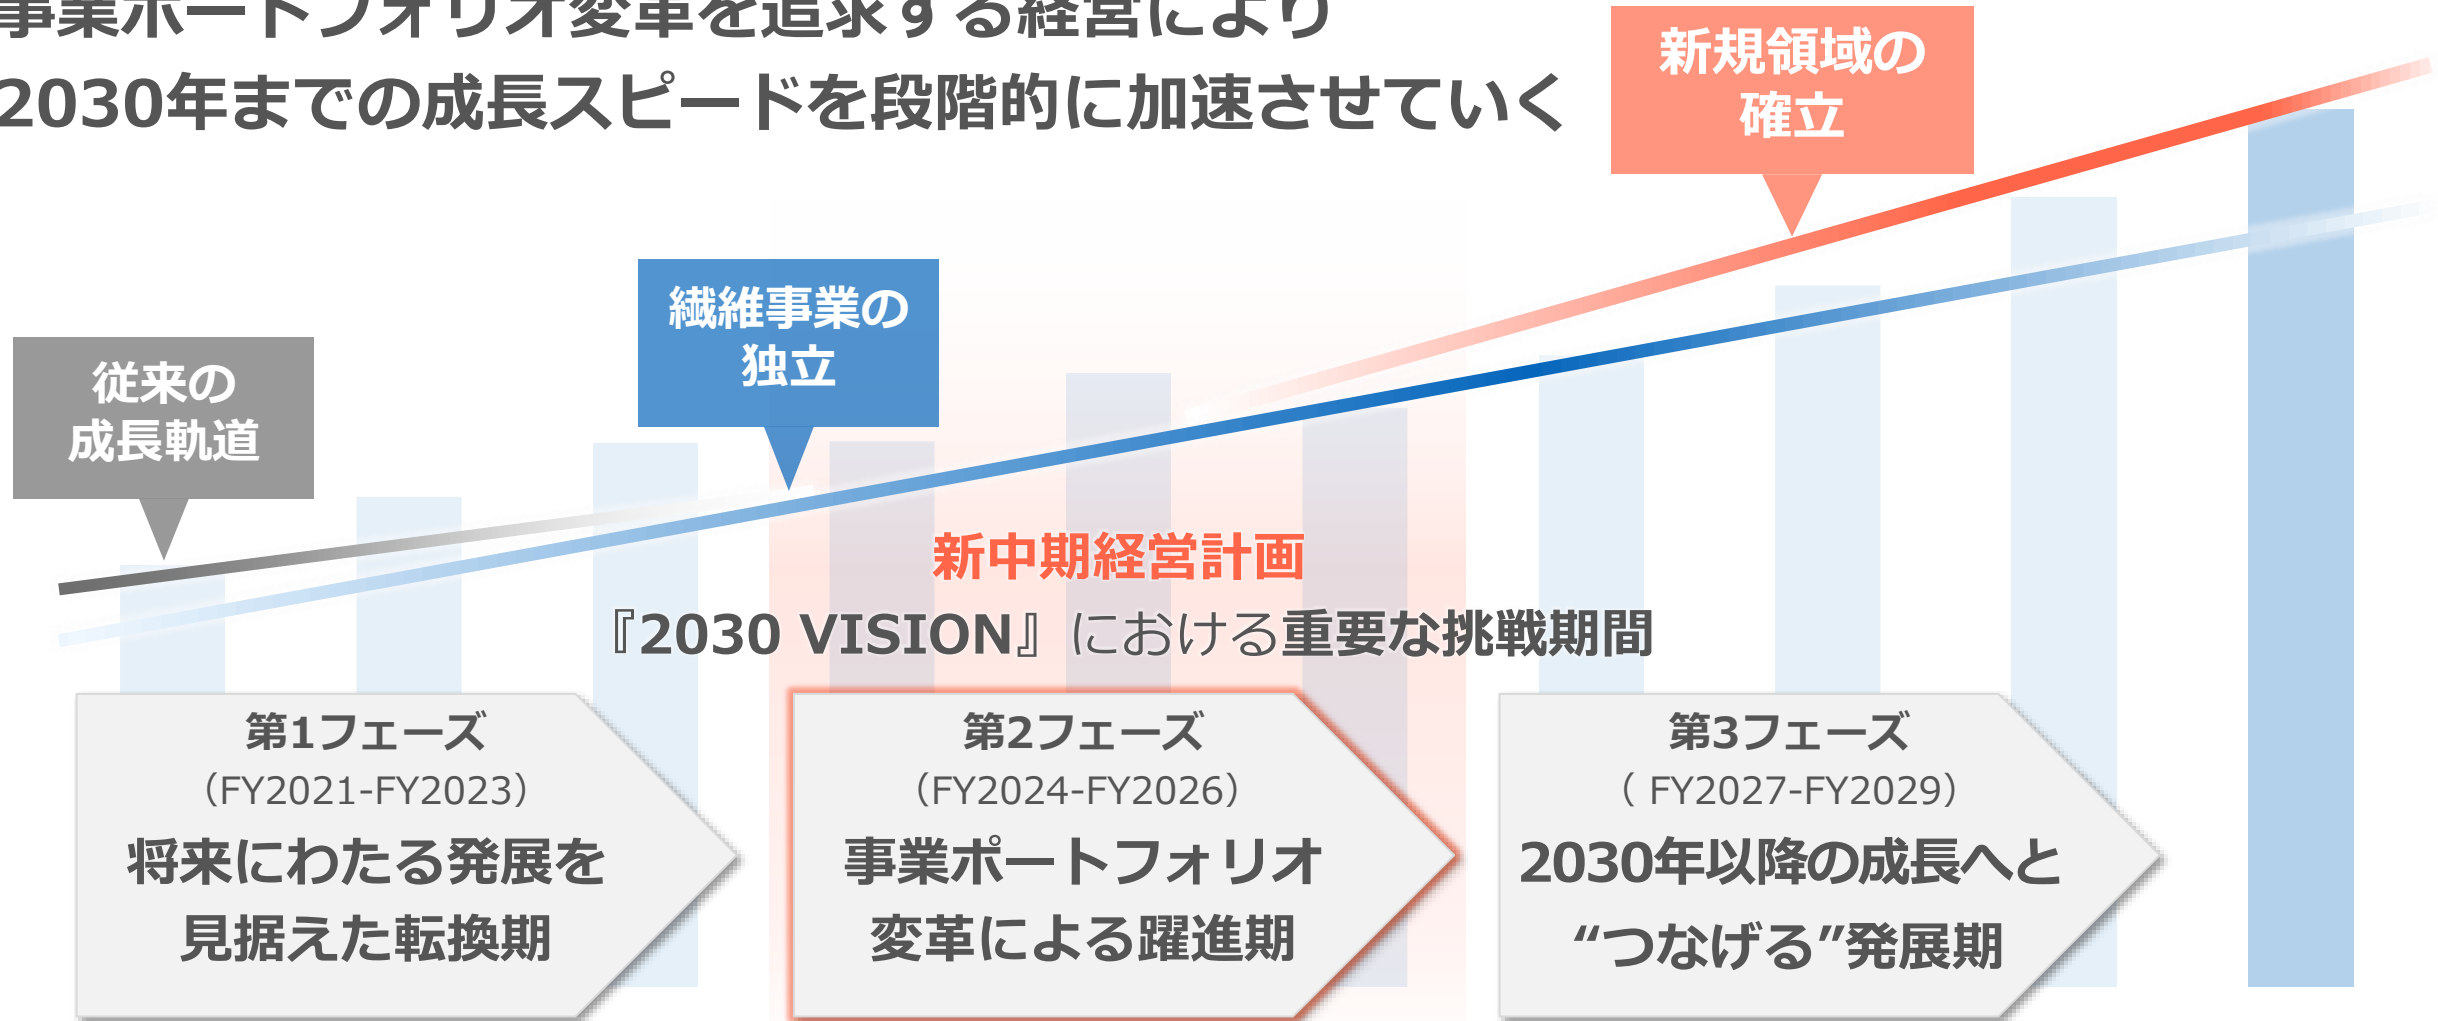 事業ポートフォリオ変革を追求する経営により
2030年までの成長スピードを段階的に加速させていく
新規領域の
確立
繊維事業の
独立
従来の
成長軌道
新中期経営計画
『2030 VISION』における重要な挑戦期間
第1フェーズ
（FY2021-FY2023）
将来にわたる発展を
見据えた転換期
第2フェーズ
（FY2024-FY2026）
事業ポートフォリオ
変革による躍進期
第3フェーズ
（ FY2027-FY2029）
2030年以降の成長へと
“つなげる”発展期